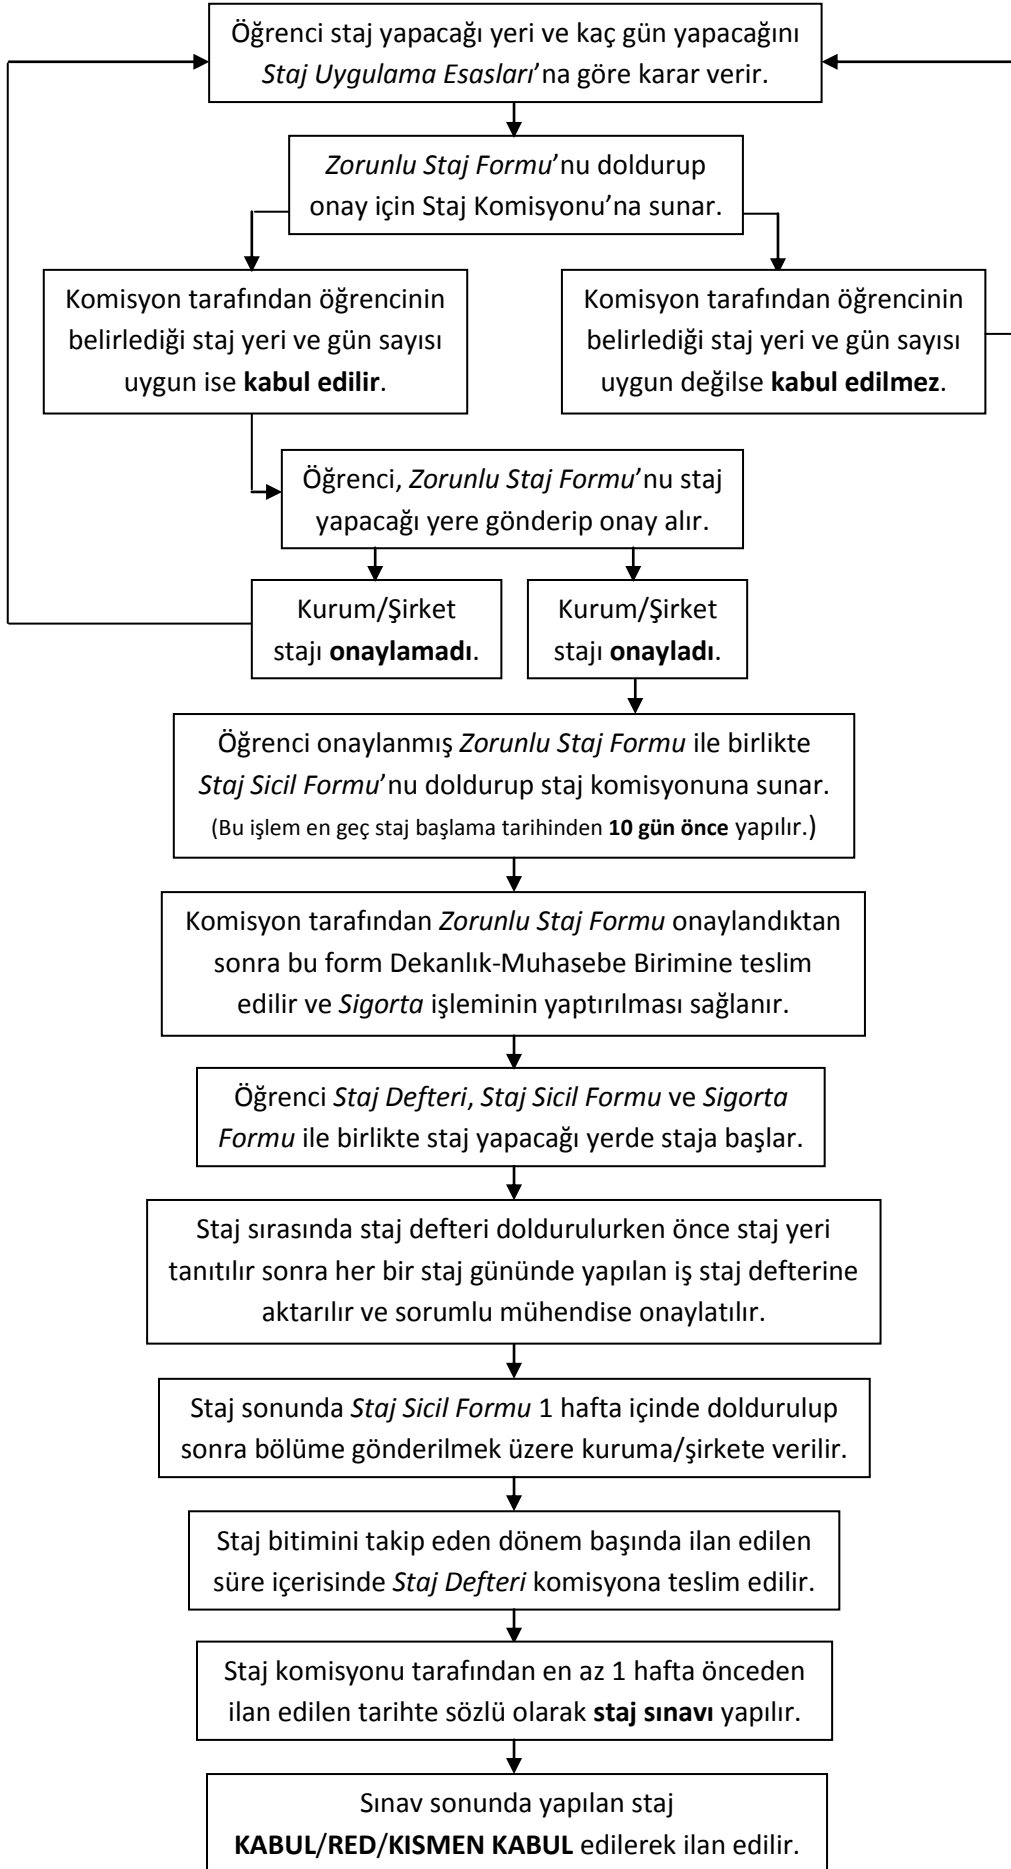 Öğrenci staj yapacağı yeri ve kaç gün yapacağını
Staj Uygulama Esasları’na göre karar verir.
Zorunlu Staj Formu’nu doldurup
onay için Staj Komisyonu’na sunar.
Komisyon tarafından öğrencinin
belirlediği staj yeri ve gün sayısı
uygun ise kabul edilir.
Komisyon tarafından öğrencinin
belirlediği staj yeri ve gün sayısı
uygun değilse kabul edilmez.
Öğrenci, Zorunlu Staj Formu’nu staj
yapacağı yere gönderip onay alır.
Kurum/Şirket
stajı onaylamadı.
Kurum/Şirket
stajı onayladı.
Öğrenci onaylanmış Zorunlu Staj Formu ile birlikte
Staj Sicil Formu’nu doldurup staj komisyonuna sunar.
(Bu işlem en geç staj başlama tarihinden 10 gün önce yapılır.)
Komisyon tarafından Zorunlu Staj Formu onaylandıktan
sonra bu form Dekanlık-Muhasebe Birimine teslim
edilir ve Sigorta işleminin yaptırılması sağlanır.
Öğrenci Staj Defteri, Staj Sicil Formu ve Sigorta
Formu ile birlikte staj yapacağı yerde staja başlar.
Staj sırasında staj defteri doldurulurken önce staj yeri
tanıtılır sonra her bir staj gününde yapılan iş staj defterine
aktarılır ve sorumlu mühendise onaylatılır.
Staj sonunda Staj Sicil Formu 1 hafta içinde doldurulup
sonra bölüme gönderilmek üzere kuruma/şirkete verilir.
Staj bitimini takip eden dönem başında ilan edilen
süre içerisinde Staj Defteri komisyona teslim edilir.
Staj komisyonu tarafından en az 1 hafta önceden
ilan edilen tarihte sözlü olarak staj sınavı yapılır.
Sınav sonunda yapılan staj
KABUL/RED/KISMEN KABUL edilerek ilan edilir.